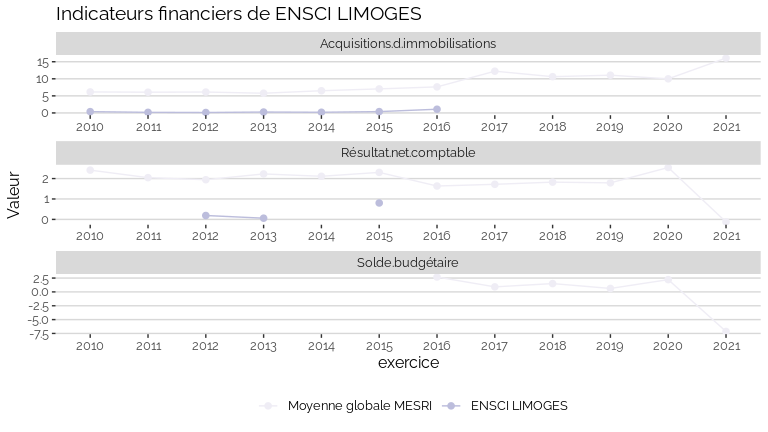 Indicateurs financiers de ENSCI LIMOGES
Acquisitions.d.immobilisations
15
10
5
0
2010 2011 2012 2013 2014 2015 2016 2017 2018 2019 2020 2021
Résultat.net.comptable
2
1
0
2010 2011 2012 2013 2014 2015 2016 2017 2018 2019 2020 2021
Valeur
Solde.budgétaire
2.5
0.0
-2.5
-5.0
-7.5
2010 2011 2012 2013 2014 2015 2016 2017 2018 2019 2020 2021
exercice
Moyenne globale MESRI ENSCI LIMOGES